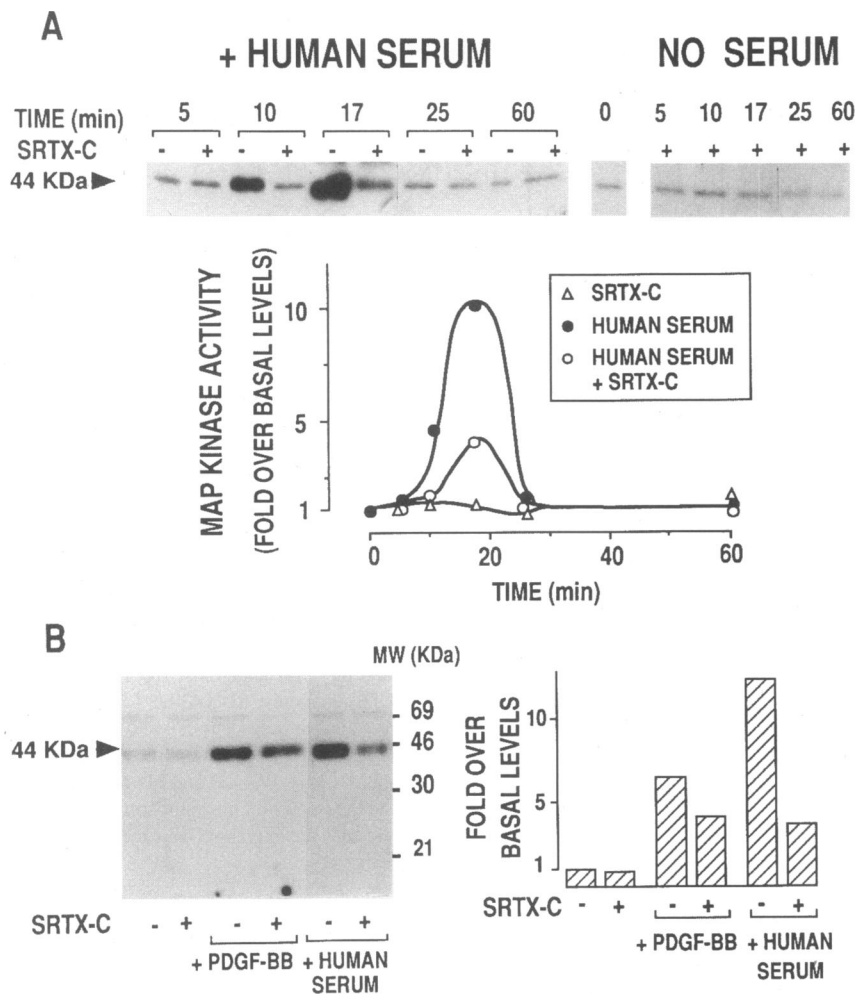 A
+ HUMAN SERUM
NO SERUM
TIME (min) 5 10 17 25 60 0 5 10 17 25 60
SRTX-C - + - + - + - + - + + + + + +
44 KDa
MAP KINASE ACTIVITY
(FOLD OVER BASAL LEVELS)
10
5
1
SRTX-C
HUMAN SERUM
HUMAN SERUM
+ SRTX-C
0 20 40 60
TIME (min)
B
MW (KDa)
44 KDa
69
46
30
21
SRTX-C - + - + - +
+ PDGF-BB + HUMAN
SERUM
FOLD OVER
BASAL LEVELS
10
5
1
SRTX-C - + - + - +
+ PDGF-BB + HUMAN
SERUM